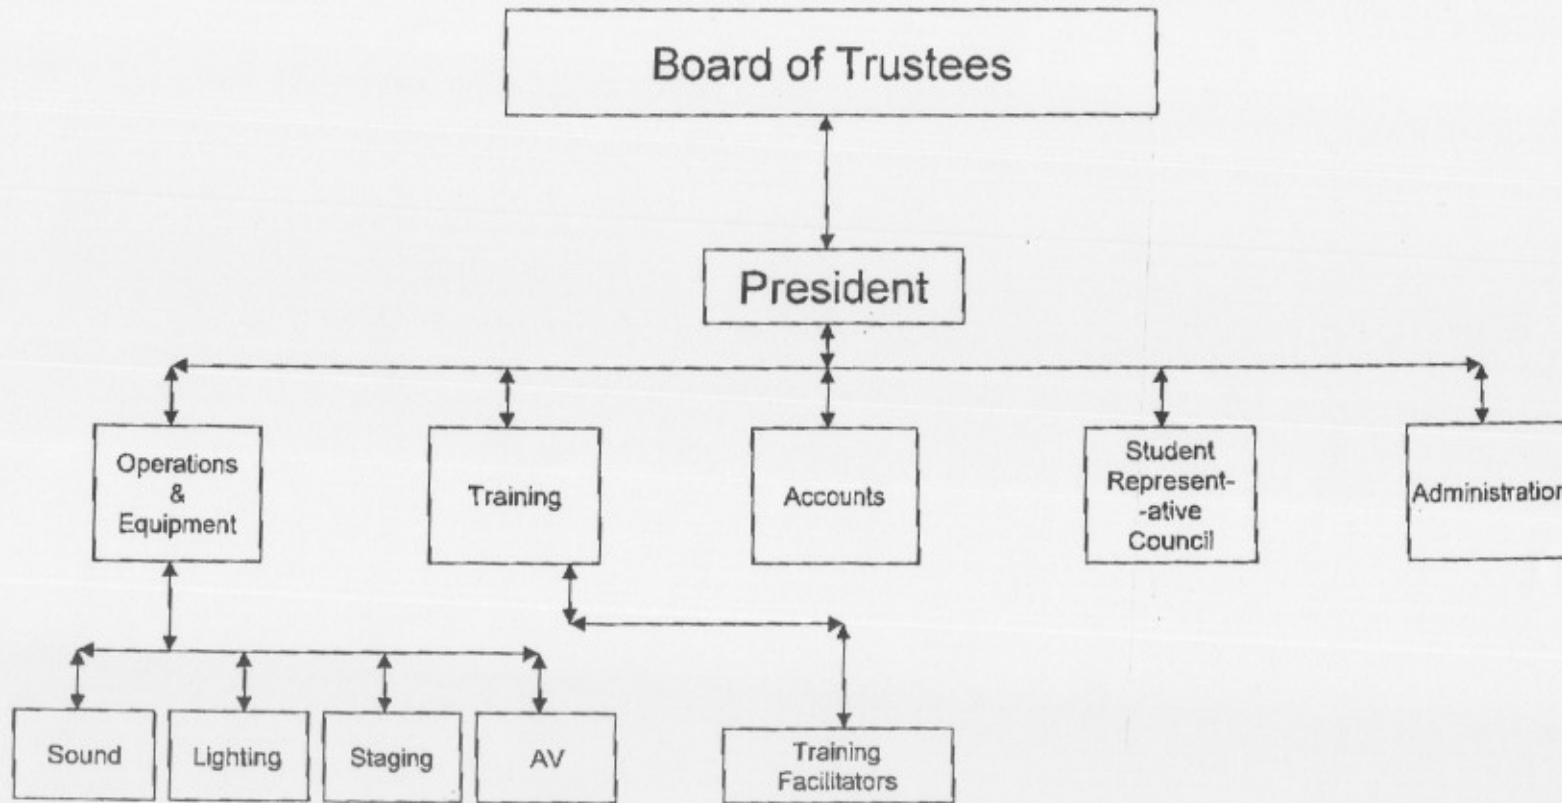 Board of Trustees
President
Operations
&
Equipment
Training
Accounts
Student
Represent-
-ative
Council
Administration
Sound
Lighting
Staging
AV
Training
Facilitators